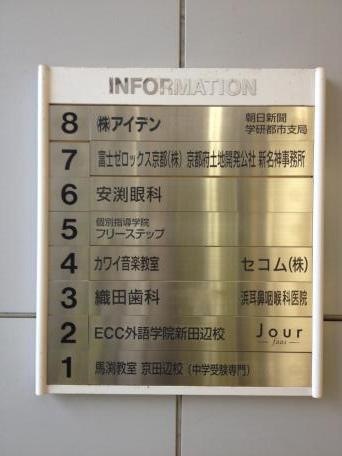 INFORMATION
8 ㈱アイデン 朝日新聞
学研都市支局
7 富士ゼロックス京都(株) 京都府土地開発公社 新名神事務所
6 安渕眼科
5 個別指導学院
フリーステップ
4 カワイ音楽教室 セコム(株)
3 織田歯科 浜耳鼻咽喉科医院
2 ECC外語学院新田辺校 Jour
1 馬渕教室 京田辺校 (中学受験専門)